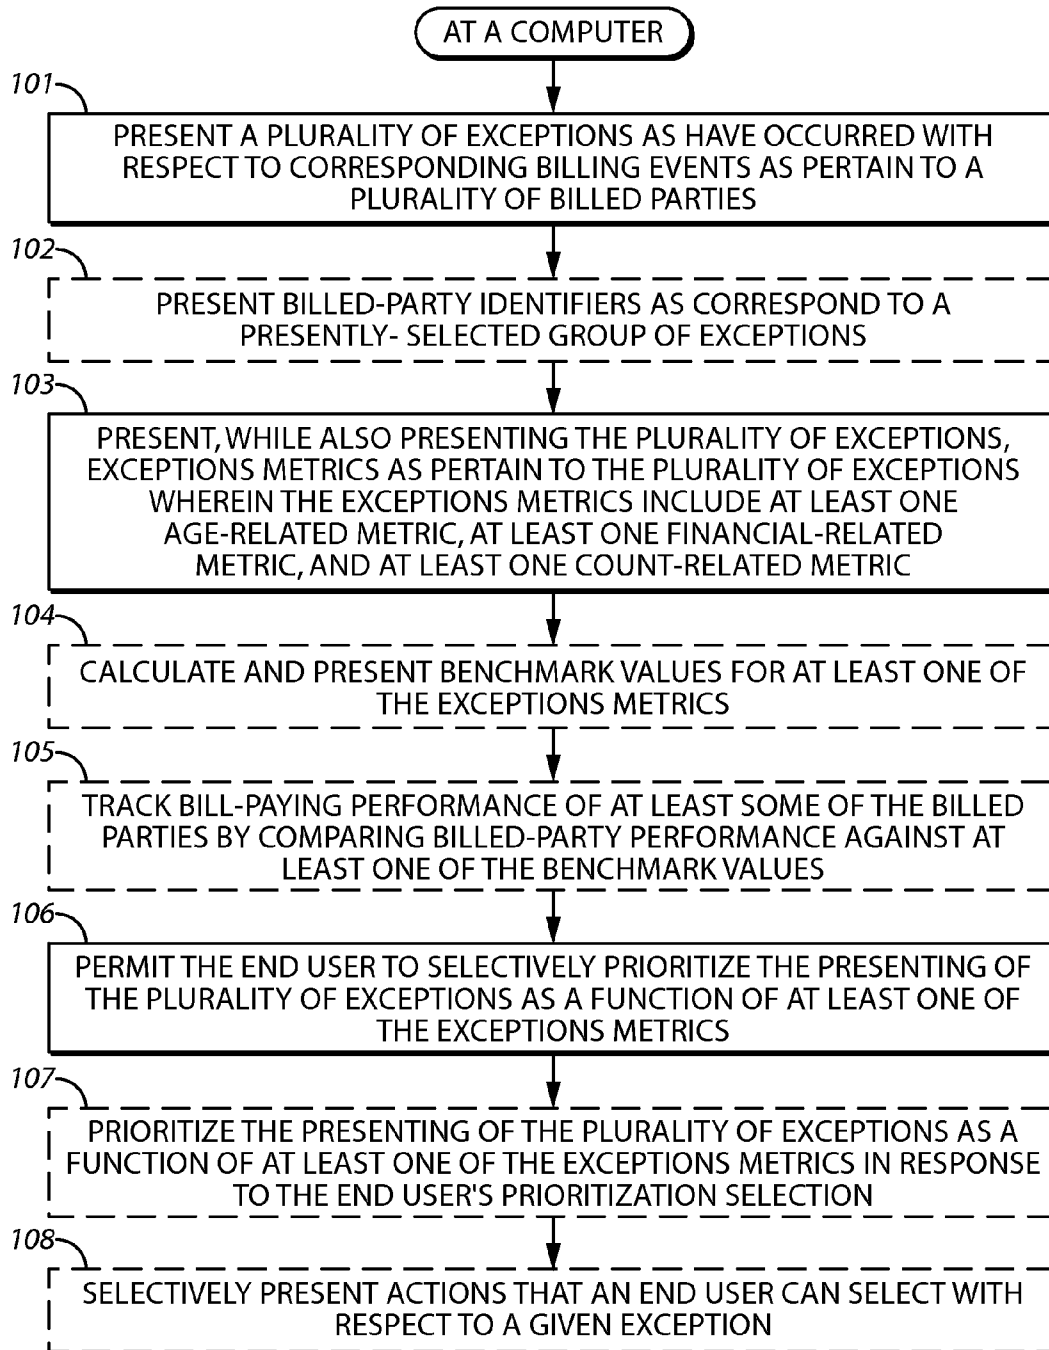 AT A COMPUTER
101
PRESENT A PLURALITY OF EXCEPTIONS AS HAVE OCCURRED WITH
RESPECT TO CORRESPONDING BILLING EVENTS AS PERTAIN TO A
PLURALITY OF BILLED PARTIES
102
PRESENT BILLED-PARTY IDENTIFIERS AS CORRESPOND TO A
PRESENTLY- SELECTED GROUP OF EXCEPTIONS
103
PRESENT, WHILE ALSO PRESENTING THE PLURALITY OF EXCEPTIONS,
EXCEPTIONS METRICS AS PERTAIN TO THE PLURALITY OF EXCEPTIONS
WHEREIN THE EXCEPTIONS METRICS INCLUDE AT LEAST ONE
AGE-RELATED METRIC, AT LEAST ONE FINANCIAL-RELATED
METRIC, AND AT LEAST ONE COUNT-RELATED METRIC
104
CALCULATE AND PRESENT BENCHMARK VALUES FOR AT LEAST ONE OF
THE EXCEPTIONS METRICS
105
TRACK BILL-PAYING PERFORMANCE OF AT LEAST SOME OF THE BILLED
PARTIES BY COMPARING BILLED-PARTY PERFORMANCE AGAINST AT
LEAST ONE OF THE BENCHMARK VALUES
106
PERMIT THE END USER TO SELECTIVELY PRIORITIZE THE PRESENTING OF
THE PLURALITY OF EXCEPTIONS AS A FUNCTION OF AT LEAST ONE OF
THE EXCEPTIONS METRICS
107
PRIORITIZE THE PRESENTING OF THE PLURALITY OF EXCEPTIONS AS A
FUNCTION OF AT LEAST ONE OF THE EXCEPTIONS METRICS IN RESPONSE
TO THE END USER'S PRIORITIZATION SELECTION
108
SELECTIVELY PRESENT ACTIONS THAT AN END USER CAN SELECT WITH
RESPECT TO A GIVEN EXCEPTION